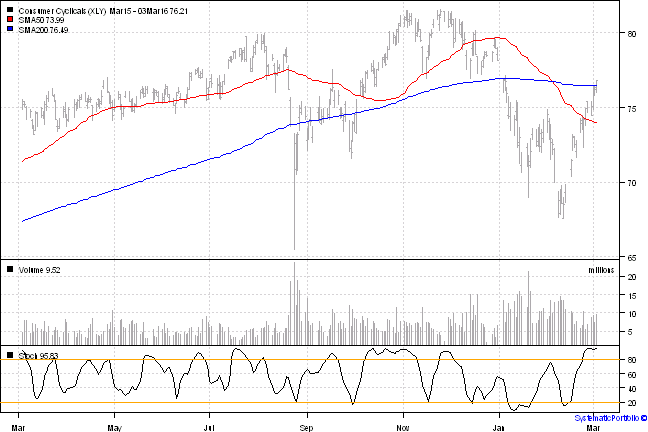 Consumer Cyclicals (XLY) Mar15 - 03Mar16 76.21
SMA50 73.99
SMA200 76.49
80
75
70
65
Volume 9.52
millions
20
15
10
5
Stoch 95.83
80
60
40
20
SystematicPortfolio ©
Mar May Jul Sep Nov Jan Mar